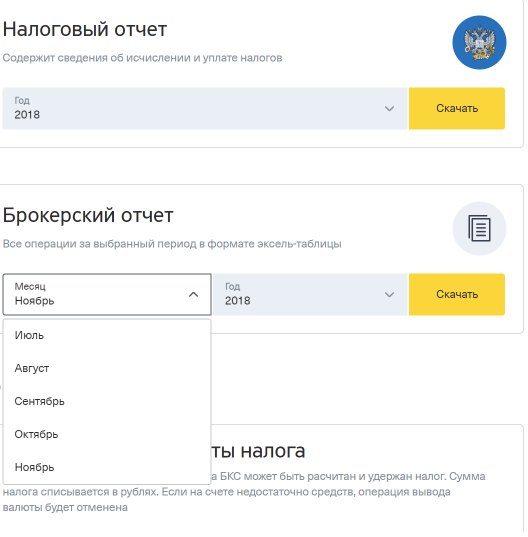 Налоговый отчет
Содержит сведения об исчислении и уплате налогов
Год
2018
Скачать
Брокерский отчет
Все операции за выбранный период в формате эксель-таблицы
Месяц
Ноябрь
Год
2018
Скачать
Июль
Август
Сентябрь
Октябрь
Ноябрь
ты налога
а БКС может быть расчитан и удержан налог. Сумма
налога списывается в рублях. Если на счете недостаточно средств, операция вывода
валюты будет отменена